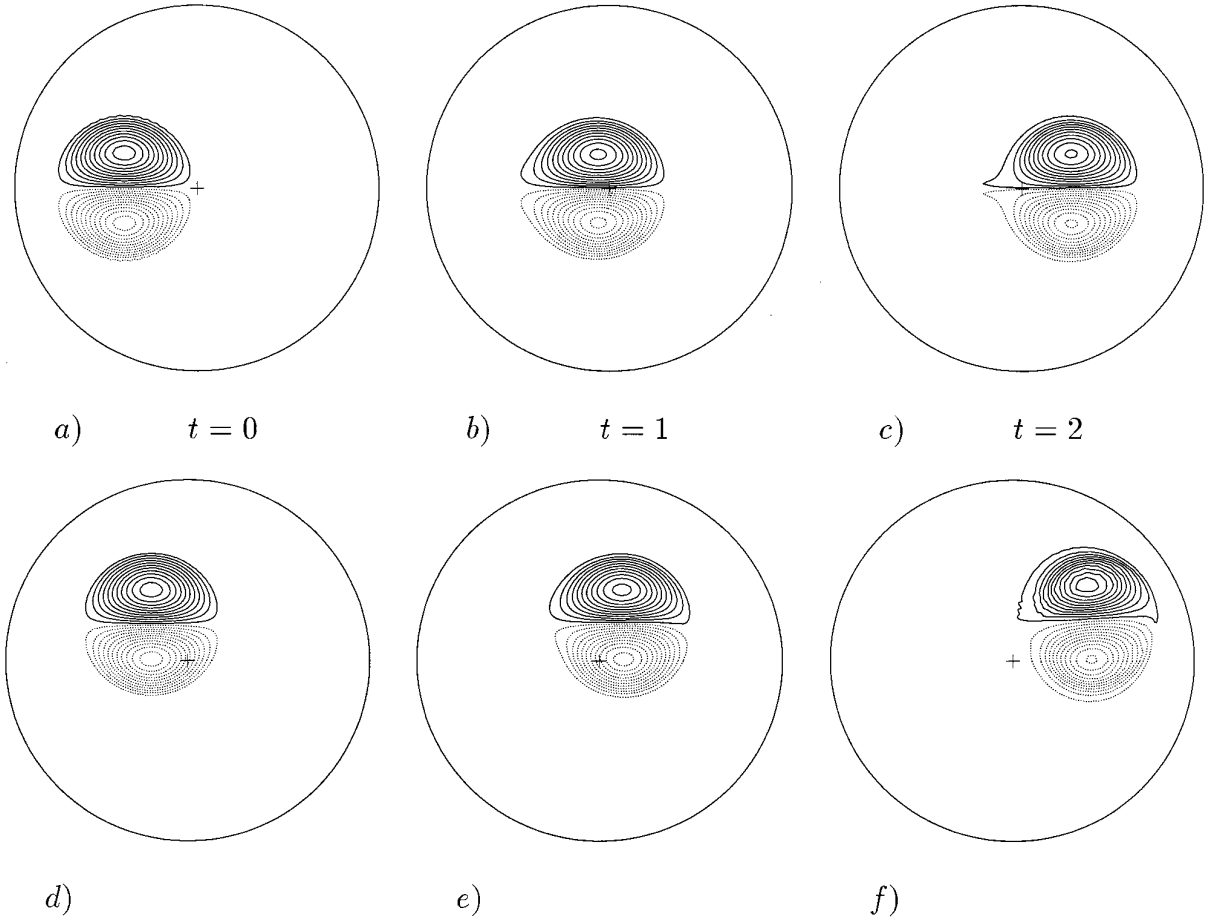 a) t = 0
b) t = 1
c) t = 2
d)
e)
f)